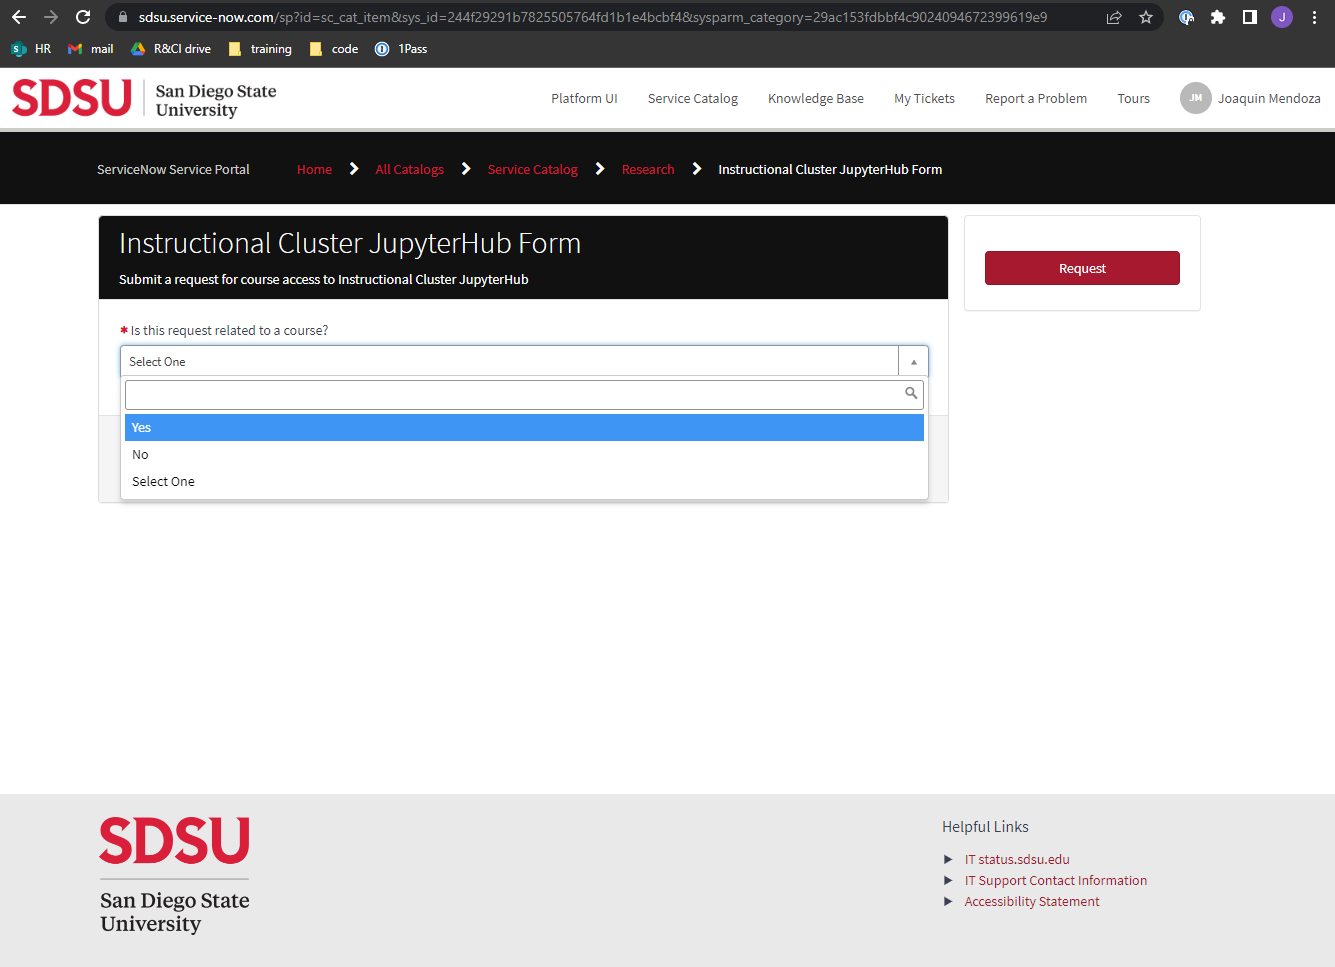 sdsu.service-now.com/sp?id=sc_cat_item&sys_id=244f29291b7825505764fd1b1e4bcbf4&sysparm_category=29ac153fdbbf4c9024094672399619e9
J
HR mail R&CI drive training code 1Pass
SDSU San Diego State University
Platform UI Service Catalog Knowledge Base My Tickets Report a Problem Tours JM Joaquin Mendoza
ServiceNow Service Portal Home All Catalogs Service Catalog Research Instructional Cluster JupyterHub Form
Instructional Cluster JupyterHub Form
Submit a request for course access to Instructional Cluster JupyterHub
Request
* Is this request related to a course?
Select One
Yes
No
Select One
SDSU
San Diego State
University
Helpful Links
IT status.sdsu.edu
IT Support Contact Information
Accessibility Statement